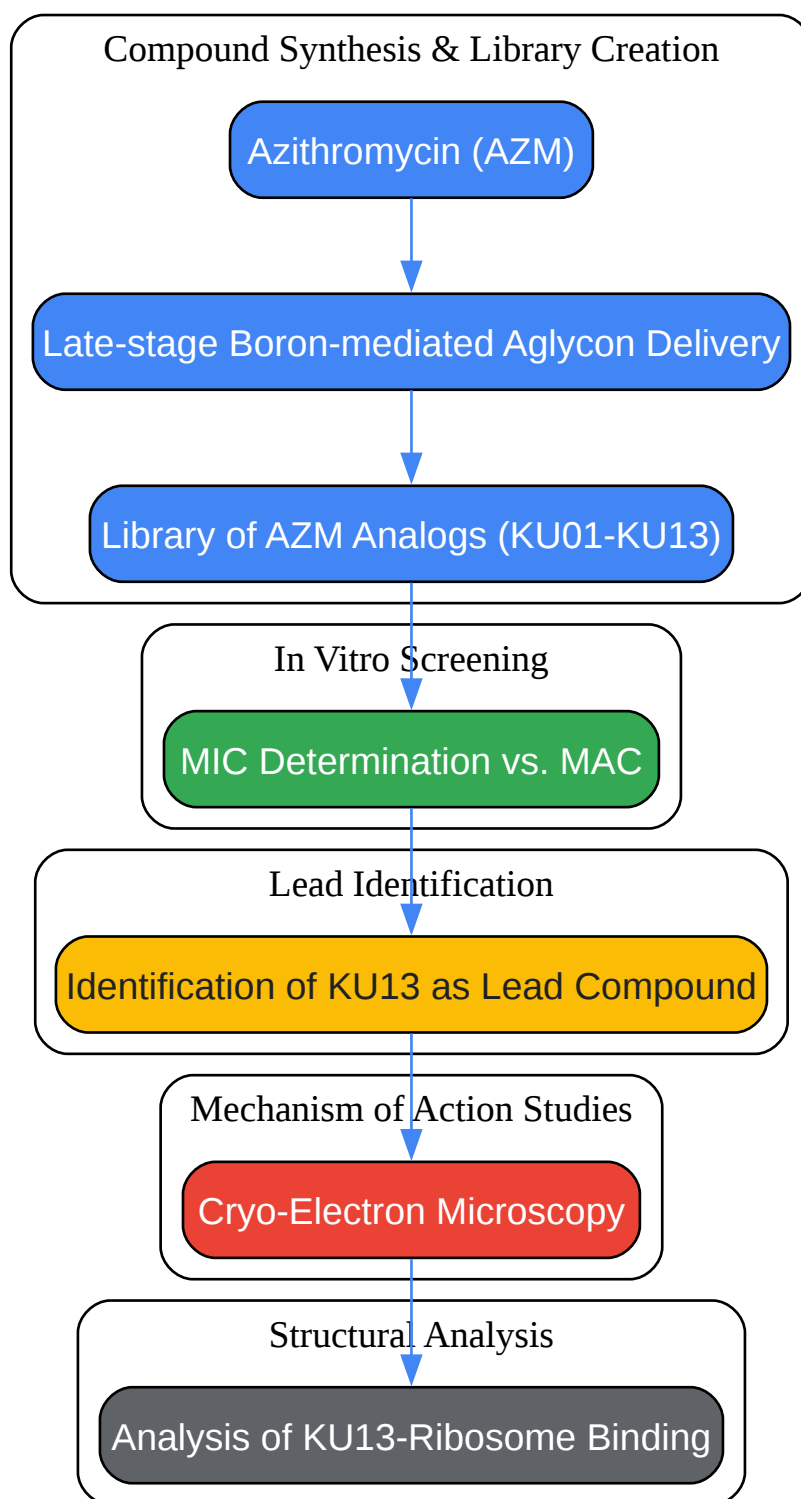 Compound Synthesis & Library Creation
Azithromycin (AZM)
Late-stage Boron-mediated Aglycon Delivery
Library of AZM Analogs (KU01-KU13)
In Vitro Screening
MIC Determination vs. MAC
Lead Identification
Identification of KU13 as Lead Compound
Mechanism of Action Studies
Cryo-Electron Microscopy
Structural Analysis
Analysis of KU13-Ribosome Binding